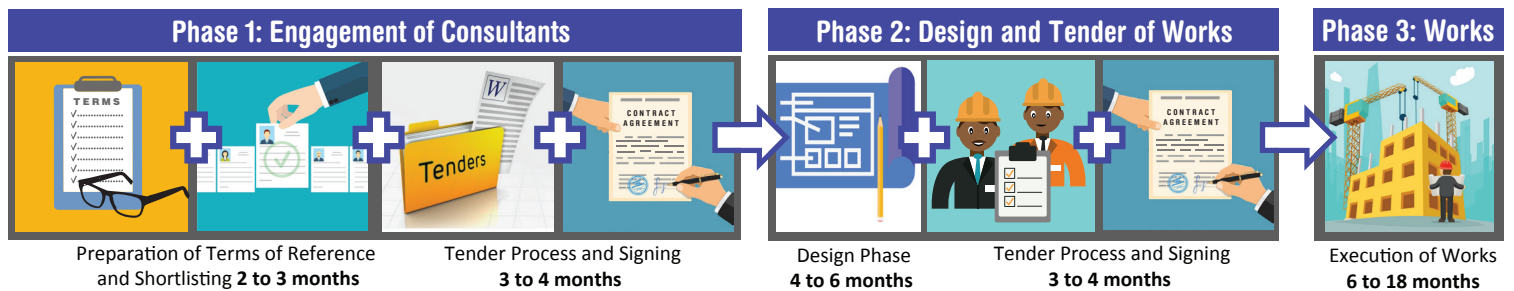 Phase 1: Engagement of Consultants
Phase 2: Design and Tender of Works
Phase 3: Works
TERMS
W
Tenders
CONTRACT
AGREEMENT
CONTRACT
AGREEMENT
Preparation of Terms of Reference
and Shortlisting 2 to 3 months
Tender Process and Signing
3 to 4 months
Design Phase
4 to 6 months
Tender Process and Signing
3 to 4 months
Execution of Works
6 to 18 months